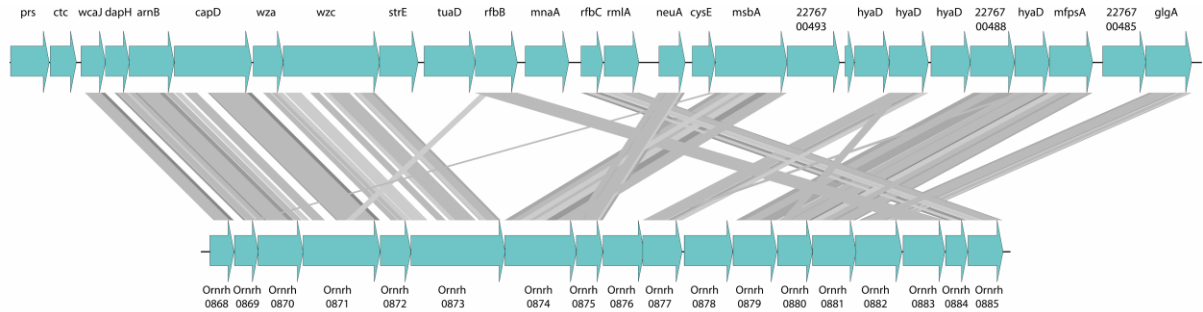 prs ctc wcaJ dapH arnB capD wza wzc strE tuaD rfbB mnaA rfbC rmlA neuA cysE msbA 22767 hyaD hyaD hyaD 22767 hyaD mfpsA 22767 glgA
00493 00488 00485
Ornrh Ornrh Ornrh Ornrh Ornrh Ornrh Ornrh Ornrh Ornrh Ornrh Ornrh Ornrh Ornrh Ornrh Ornrh Ornrh Ornrh Ornrh
0868 0869 0870 0871 0872 0873 0874 0875 0876 0877 0878 0879 0880 0881 0882 0883 0884 0885